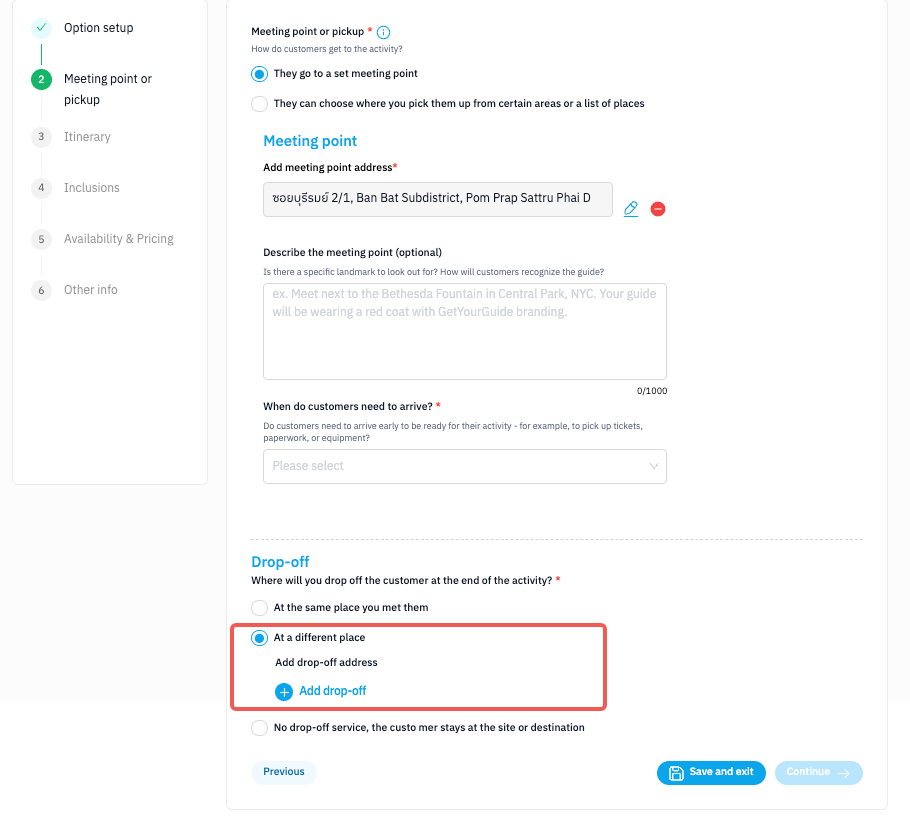 Option setup
2
Meeting point or
pickup
3
Itinerary
4
Inclusions
5
Availability & Pricing
6
Other info
Meeting point or pickup *
How do customers get to the activity?
They go to a set meeting point
They can choose where you pick them up from certain areas or a list of places
Meeting point
Add meeting point address*
ซอยบุรีรมย์ 2/1, Ban Bat Subdistrict, Pom Prap Sattru Phai D
Describe the meeting point (optional)
Is there a specific landmark to look out for? How will customers recognize the guide?
ex. Meet next to the Bethesda Fountain in Central Park, NYC. Your guide
will be wearing a red coat with GetYourGuide branding.
0/1000
When do customers need to arrive? *
Do customers need to arrive early to be ready for their activity - for example, to pick up tickets,
paperwork, or equipment?
Please select
Drop-off
Where will you drop off the customer at the end of the activity? *
At the same place you met them
At a different place
Add drop-off address
Add drop-off
No drop-off service, the custo mer stays at the site or destination
Previous
Save and exit
Continue